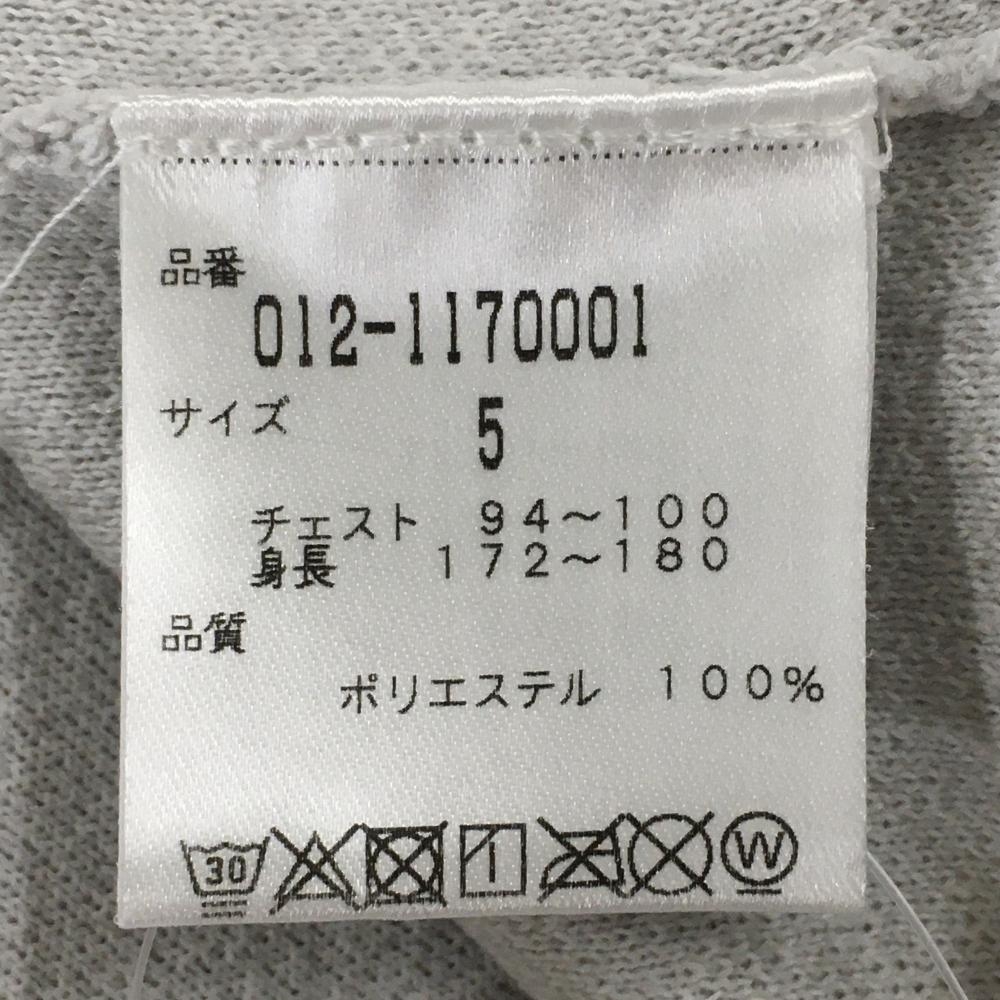 品番
012-1170001
サイズ 5
チェスト 94~100
身長 172~180
品質
ポリエステル 100%
30 W